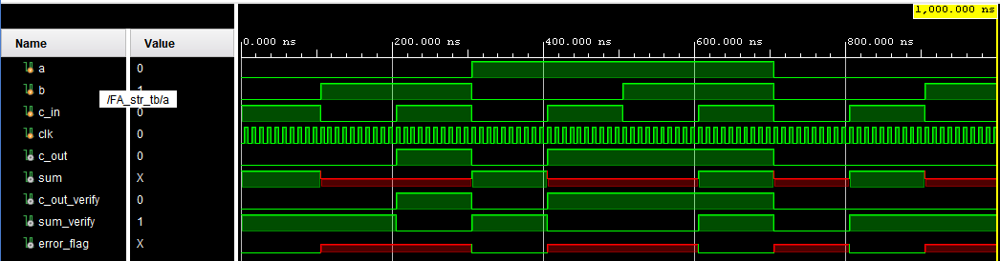 1,000.000 ns
Name Value
0.000 ns 200.000 ns 400.000 ns 600.000 ns 800.000 ns
a 0
b 1
/FA_str_tb/a
c_in 0
clk 0
c_out 0
sum X
c_out_verify 0
sum_verify 1
error_flag X